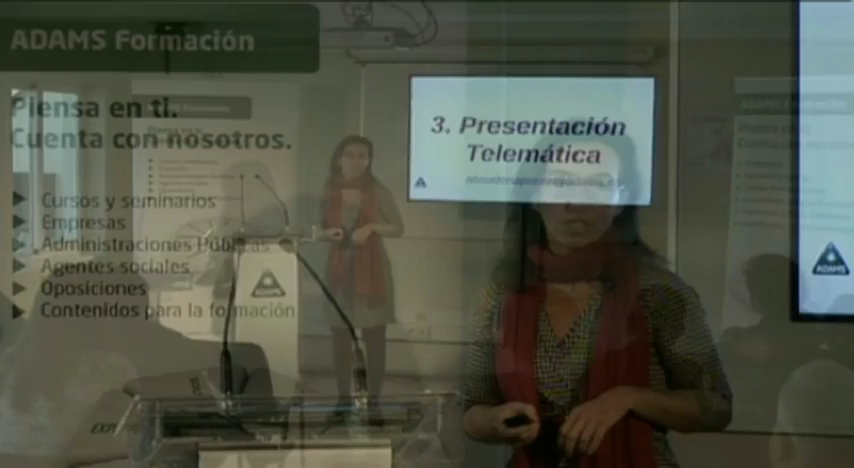 ADAMS Formación
Piensa en ti.
Cuenta con nosotros.
Cursos y seminarios
Empresas
Administraciones Públicas
Agentes sociales
Oposiciones
Contenidos para la formación
3. Presentación
Telemática
ADAMS
ADAMS